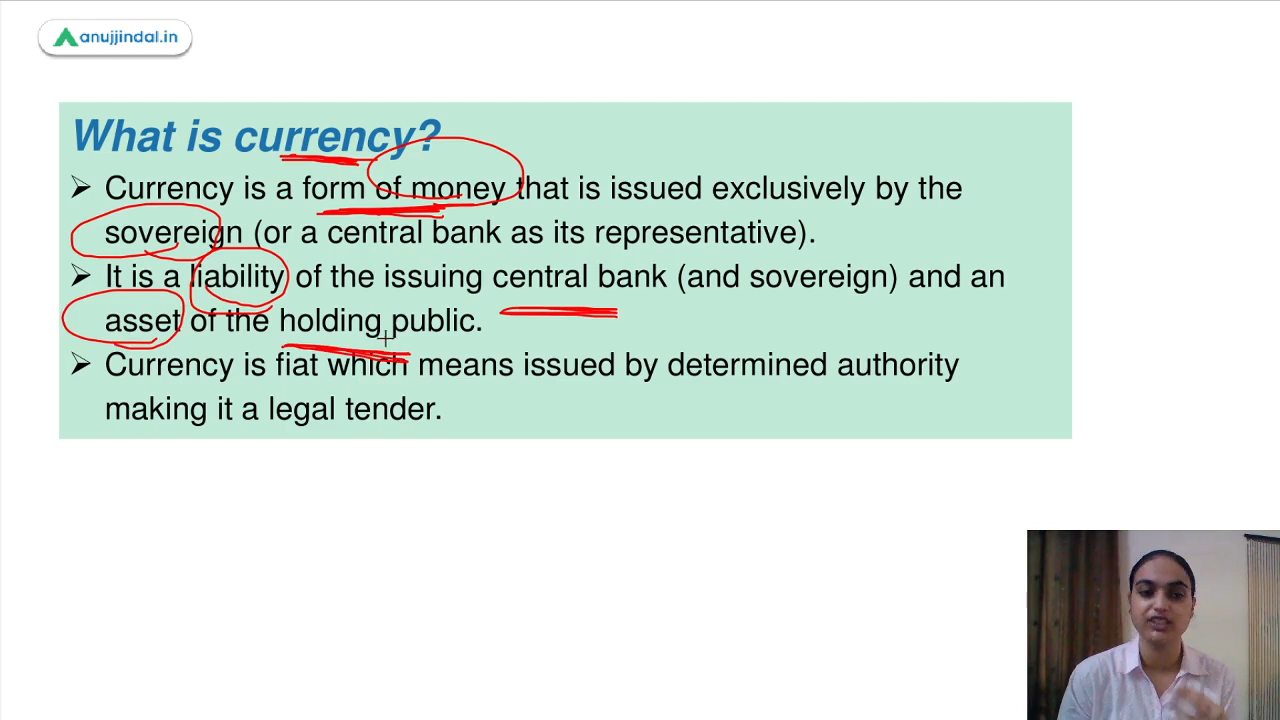 anujjindal.in
What is currency?
➢ Currency is a form of money that is issued exclusively by the
sovereign (or a central bank as its representative).
➢ It is a liability of the issuing central bank (and sovereign) and an
asset of the holding public.
➢ Currency is fiat which means issued by determined authority
making it a legal tender.